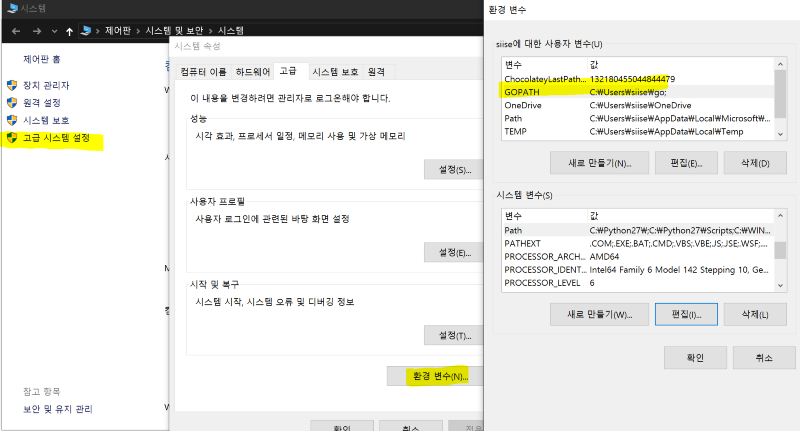 시스템
제어판 > 시스템 및 보안 > 시스템
제어판 홈
장치 관리자
원격 설정
시스템 보호
고급 시스템 설정
참고 항목
보안 및 유지 관리
시스템 속성
컴퓨터 이름 하드웨어 고급 시스템 보호 원격
이 내용을 변경하려면 관리자로 로그온해야 합니다.
성능
시각 효과, 프로세서 일정, 메모리 사용 및 가상 메모리
설정(S)...
사용자 프로필
사용자 로그인에 관련된 바탕 화면 설정
설정(E)...
시작 및 복구
시스템 시작, 시스템 오류 및 디버깅 정보
설정(T)...
환경 변수(N)...
확인 취소
환경 변수
siise에 대한 사용자 변수(U)
변수 값
ChocolateyLastPath... 132180455044844479
GOPATH C:₩Users₩siise₩go;
OneDrive C:₩Users₩siise₩OneDrive
Path C:₩Users₩siise₩AppData₩Local₩Microsoft₩...
TEMP C:₩Users₩siise₩AppData₩Local₩Temp
새로 만들기(N)... 편집(E)... 삭제(D)
시스템 변수(S)
변수 값
Path C:₩Python27₩;C:₩Python27₩Scripts;C:₩WIN...
PATHEXT .COM;.EXE;.BAT;.CMD;.VBS;.VBE;.JS;.JSE;.WSF;...
PROCESSOR_ARCH... AMD64
PROCESSOR_IDENT... Intel64 Family 6 Model 142 Stepping 10, Ge...
PROCESSOR_LEVEL 6
새로 만들기(W)... 편집(I)... 삭제(L)
확인 취소